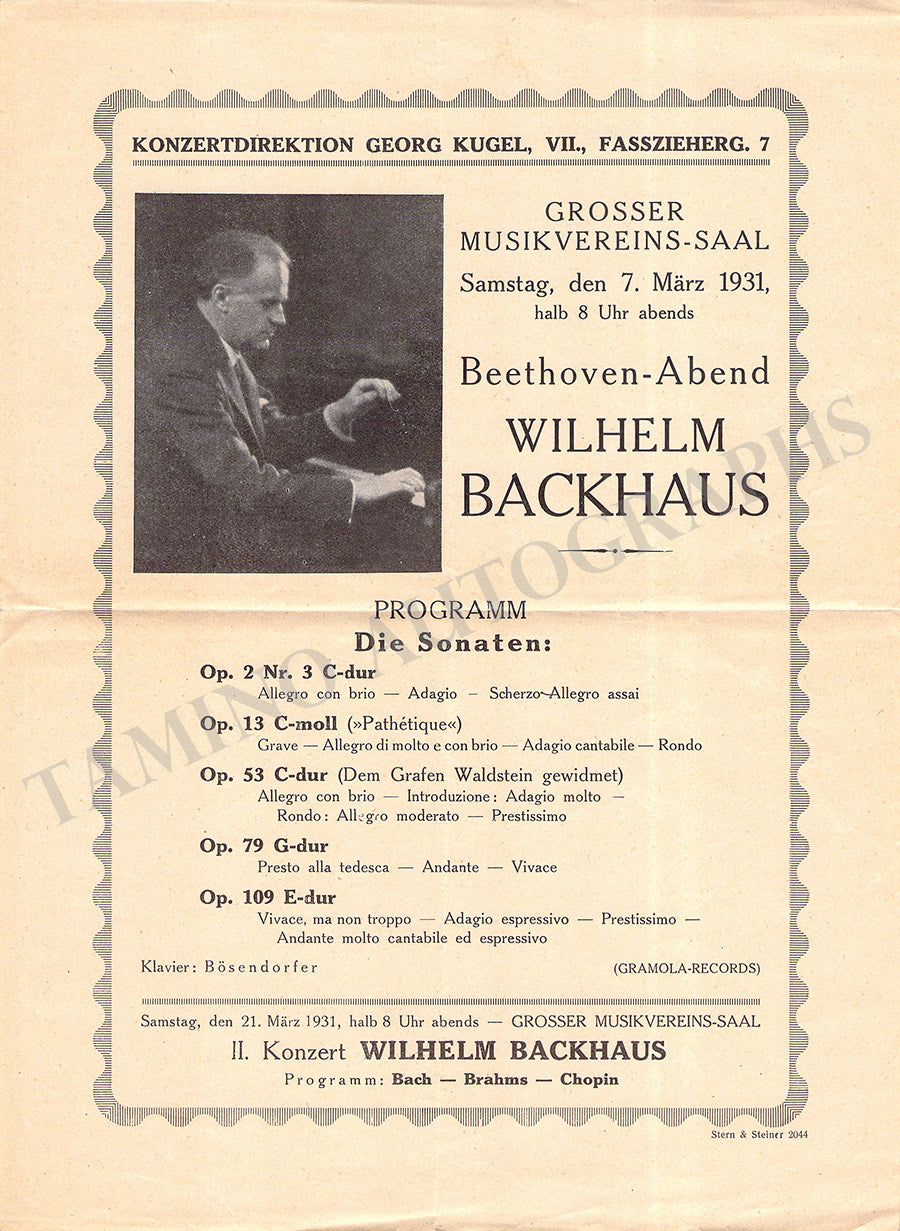 KONZERTDIREKTION GEORG KUGEL, VII., FASSZIEHERG. 7
GROSSER
MUSIKVEREINS-SAAL
Samstag, den 7. März 1931,
halb 8 Uhr abends
Beethoven-Abend
WILHELM
BACKHAUS
PROGRAMM
Die Sonaten:
Op. 2 Nr. 3 C-dur
Allegro con brio — Adagio – Scherzo–Allegro assai
Op. 13 C-moll (»Pathétique«)
Grave — Allegro di molto e con brio — Adagio cantabile — Rondo
Op. 53 C-dur (Dem Grafen Waldstein gewidmet)
Allegro con brio — Introduzione: Adagio molto –
Rondo: Allegro moderato — Prestissimo
Op. 79 G-dur
Presto alla tedesca — Andante — Vivace
Op. 109 E-dur
Vivace, ma non troppo — Adagio espressivo — Prestissimo —
Andante molto cantabile ed espressivo
Klavier: Bösendorfer (GRAMOLA-RECORDS)
Samstag, den 21. März 1931, halb 8 Uhr abends — GROSSER MUSIKVEREINS-SAAL
II. Konzert WILHELM BACKHAUS
Programm: Bach — Brahms — Chopin
Stern & Steiner 2044
TAMINO AUTOGRAPHS